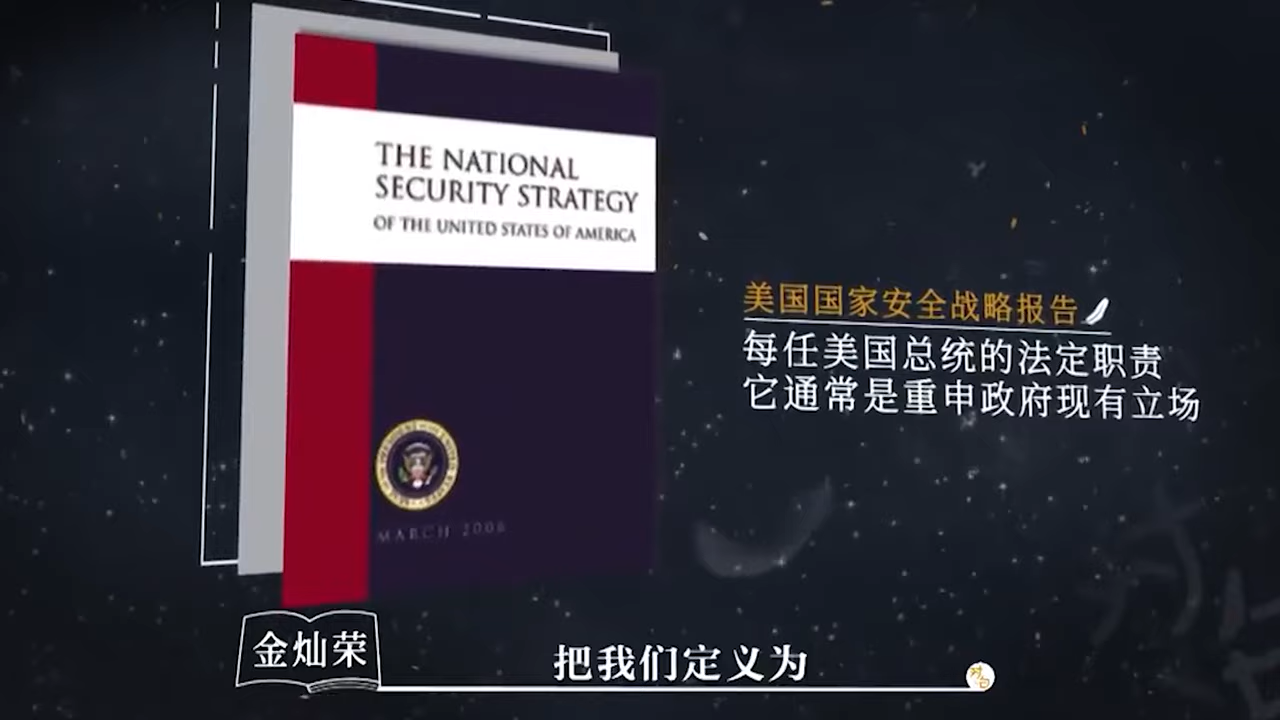 THE NATIONAL
SECURITY STRATEGY
OF THE UNITED STATES OF AMERICA
MARCH 2006
美国国家安全战略报告
每任美国总统的法定职责
它通常是重申政府现有立场
金灿荣
把我们定义为